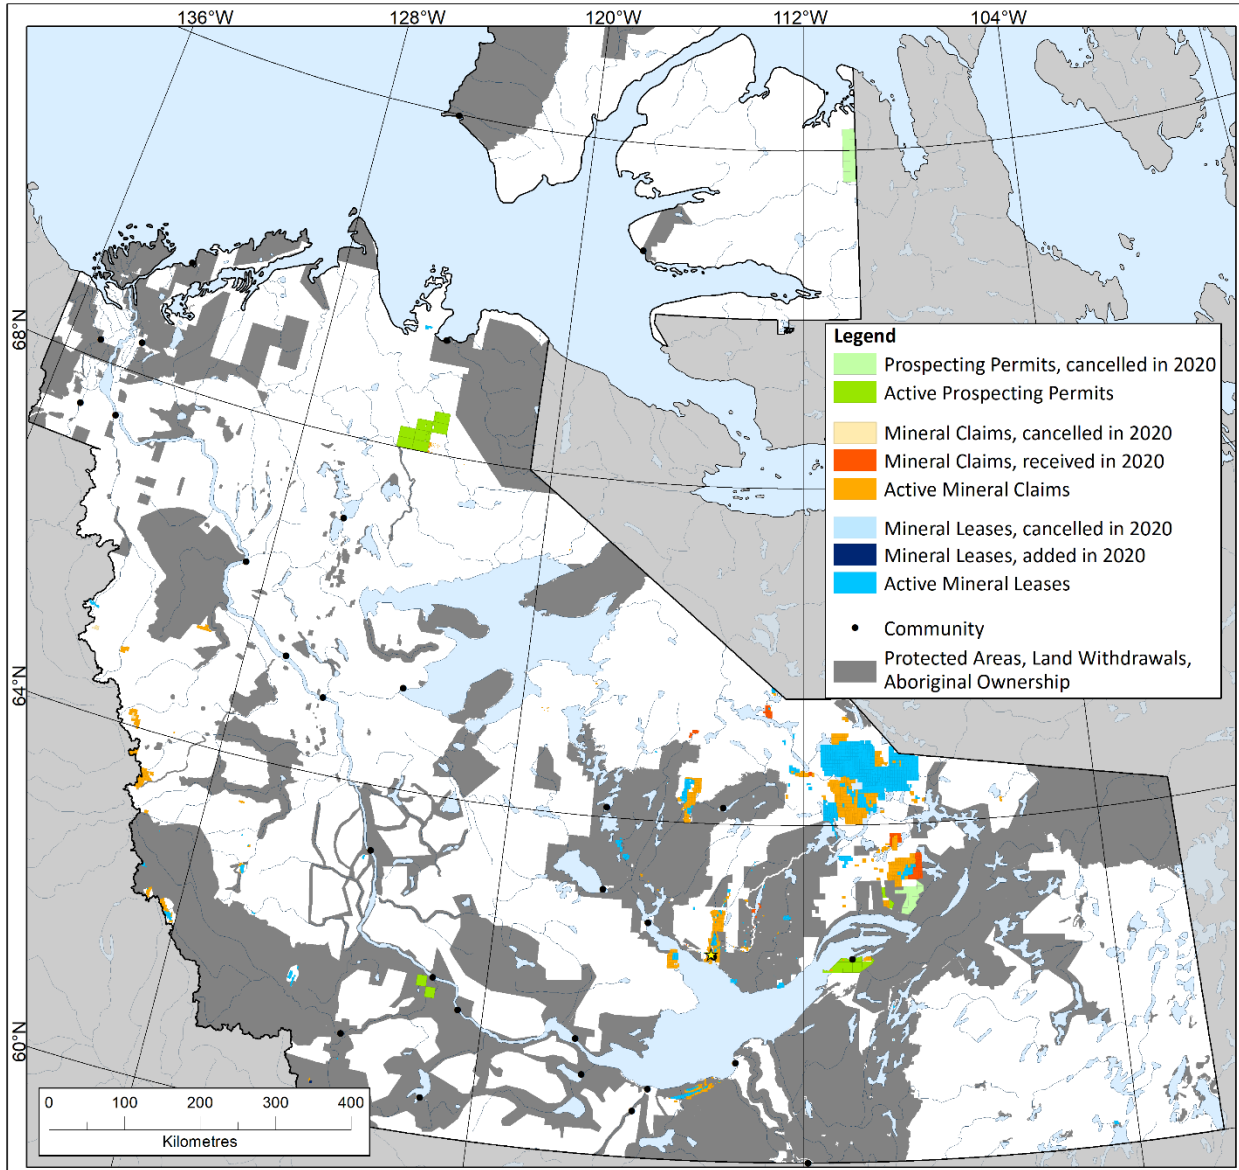 136°W 128°W 120°W 112°W 104°W
68°N
64°N
60°N
Legend
Prospecting Permits, cancelled in 2020
Active Prospecting Permits
Mineral Claims, cancelled in 2020
Mineral Claims, received in 2020
Active Mineral Claims
Mineral Leases, cancelled in 2020
Mineral Leases, added in 2020
Active Mineral Leases
Community
Protected Areas, Land Withdrawals,
Aboriginal Ownership
0 100 200 300 400
Kilometres